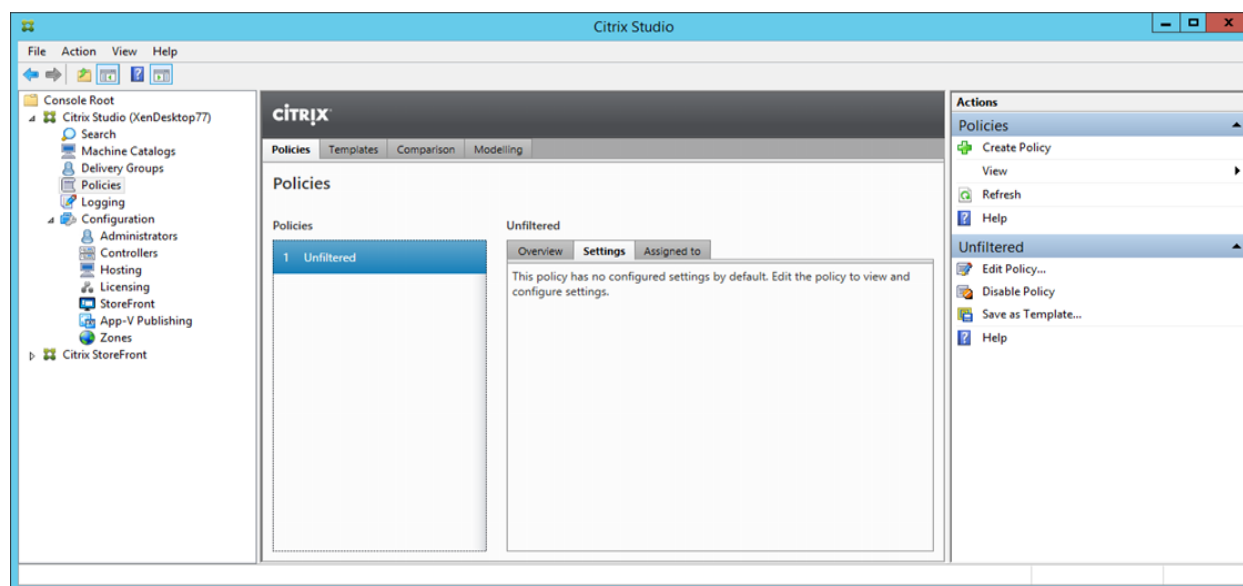 Citrix Studio
File Action View Help
Console Root
Citrix Studio (XenDesktop77)
Search
Machine Catalogs
Delivery Groups
Policies
Logging
Configuration
Administrators
Controllers
Hosting
Licensing
StoreFront
App-V Publishing
Zones
Citrix StoreFront
CİTRIX
Policies Templates Comparison Modelling
Policies
Policies
1 Unfiltered
Unfiltered
Overview Settings Assigned to
This policy has no configured settings by default. Edit the policy to view and
configure settings.
Actions
Policies
Create Policy
View
Refresh
Help
Unfiltered
Edit Policy...
Disable Policy
Save as Template...
Help